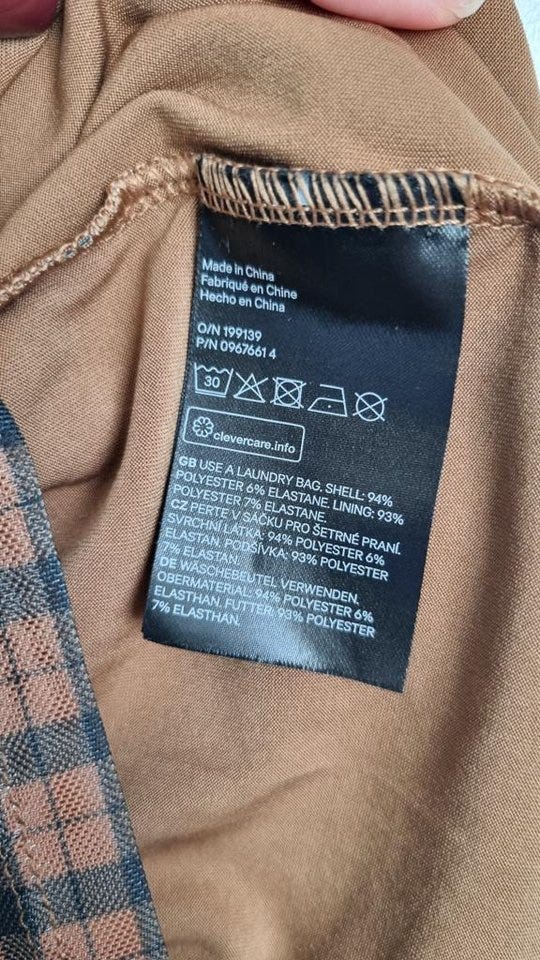 Made in China
Fabriqué en Chine
Hecho en China
O/N 199139
P/N 0967661 4
30
clevercare.info
GB USE A LAUNDRY BAG. SHELL: 94%
POLYESTER 6% ELASTANE. LINING: 93%
POLYESTER 7% ELASTANE.
CZ PERTE V SÁČKU PRO ŠETRNÉ PRANÍ.
SVRCHNÍ LÁTKA: 94% POLYESTER 6%
ELASTAN. PODŠÍVKA: 93% POLYESTER
7% ELASTAN.
DE WÄSCHEBEUTEL VERWENDEN.
OBERMATERIAL: 94% POLYESTER 6%
ELASTHAN. FUTTER: 93% POLYESTER
7% ELASTHAN.